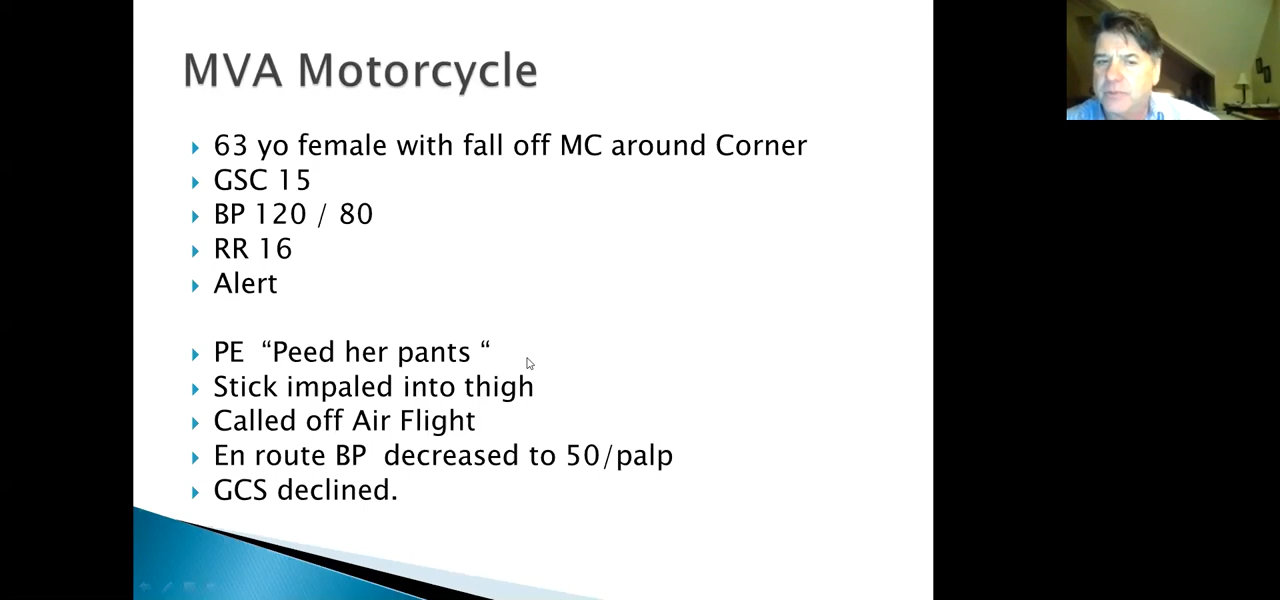 MVA Motorcycle
63 yo female with fall off MC around Corner
GSC 15
BP 120 / 80
RR 16
Alert
PE “Peed her pants “
Stick impaled into thigh
Called off Air Flight
En route BP decreased to 50/palp
GCS declined.